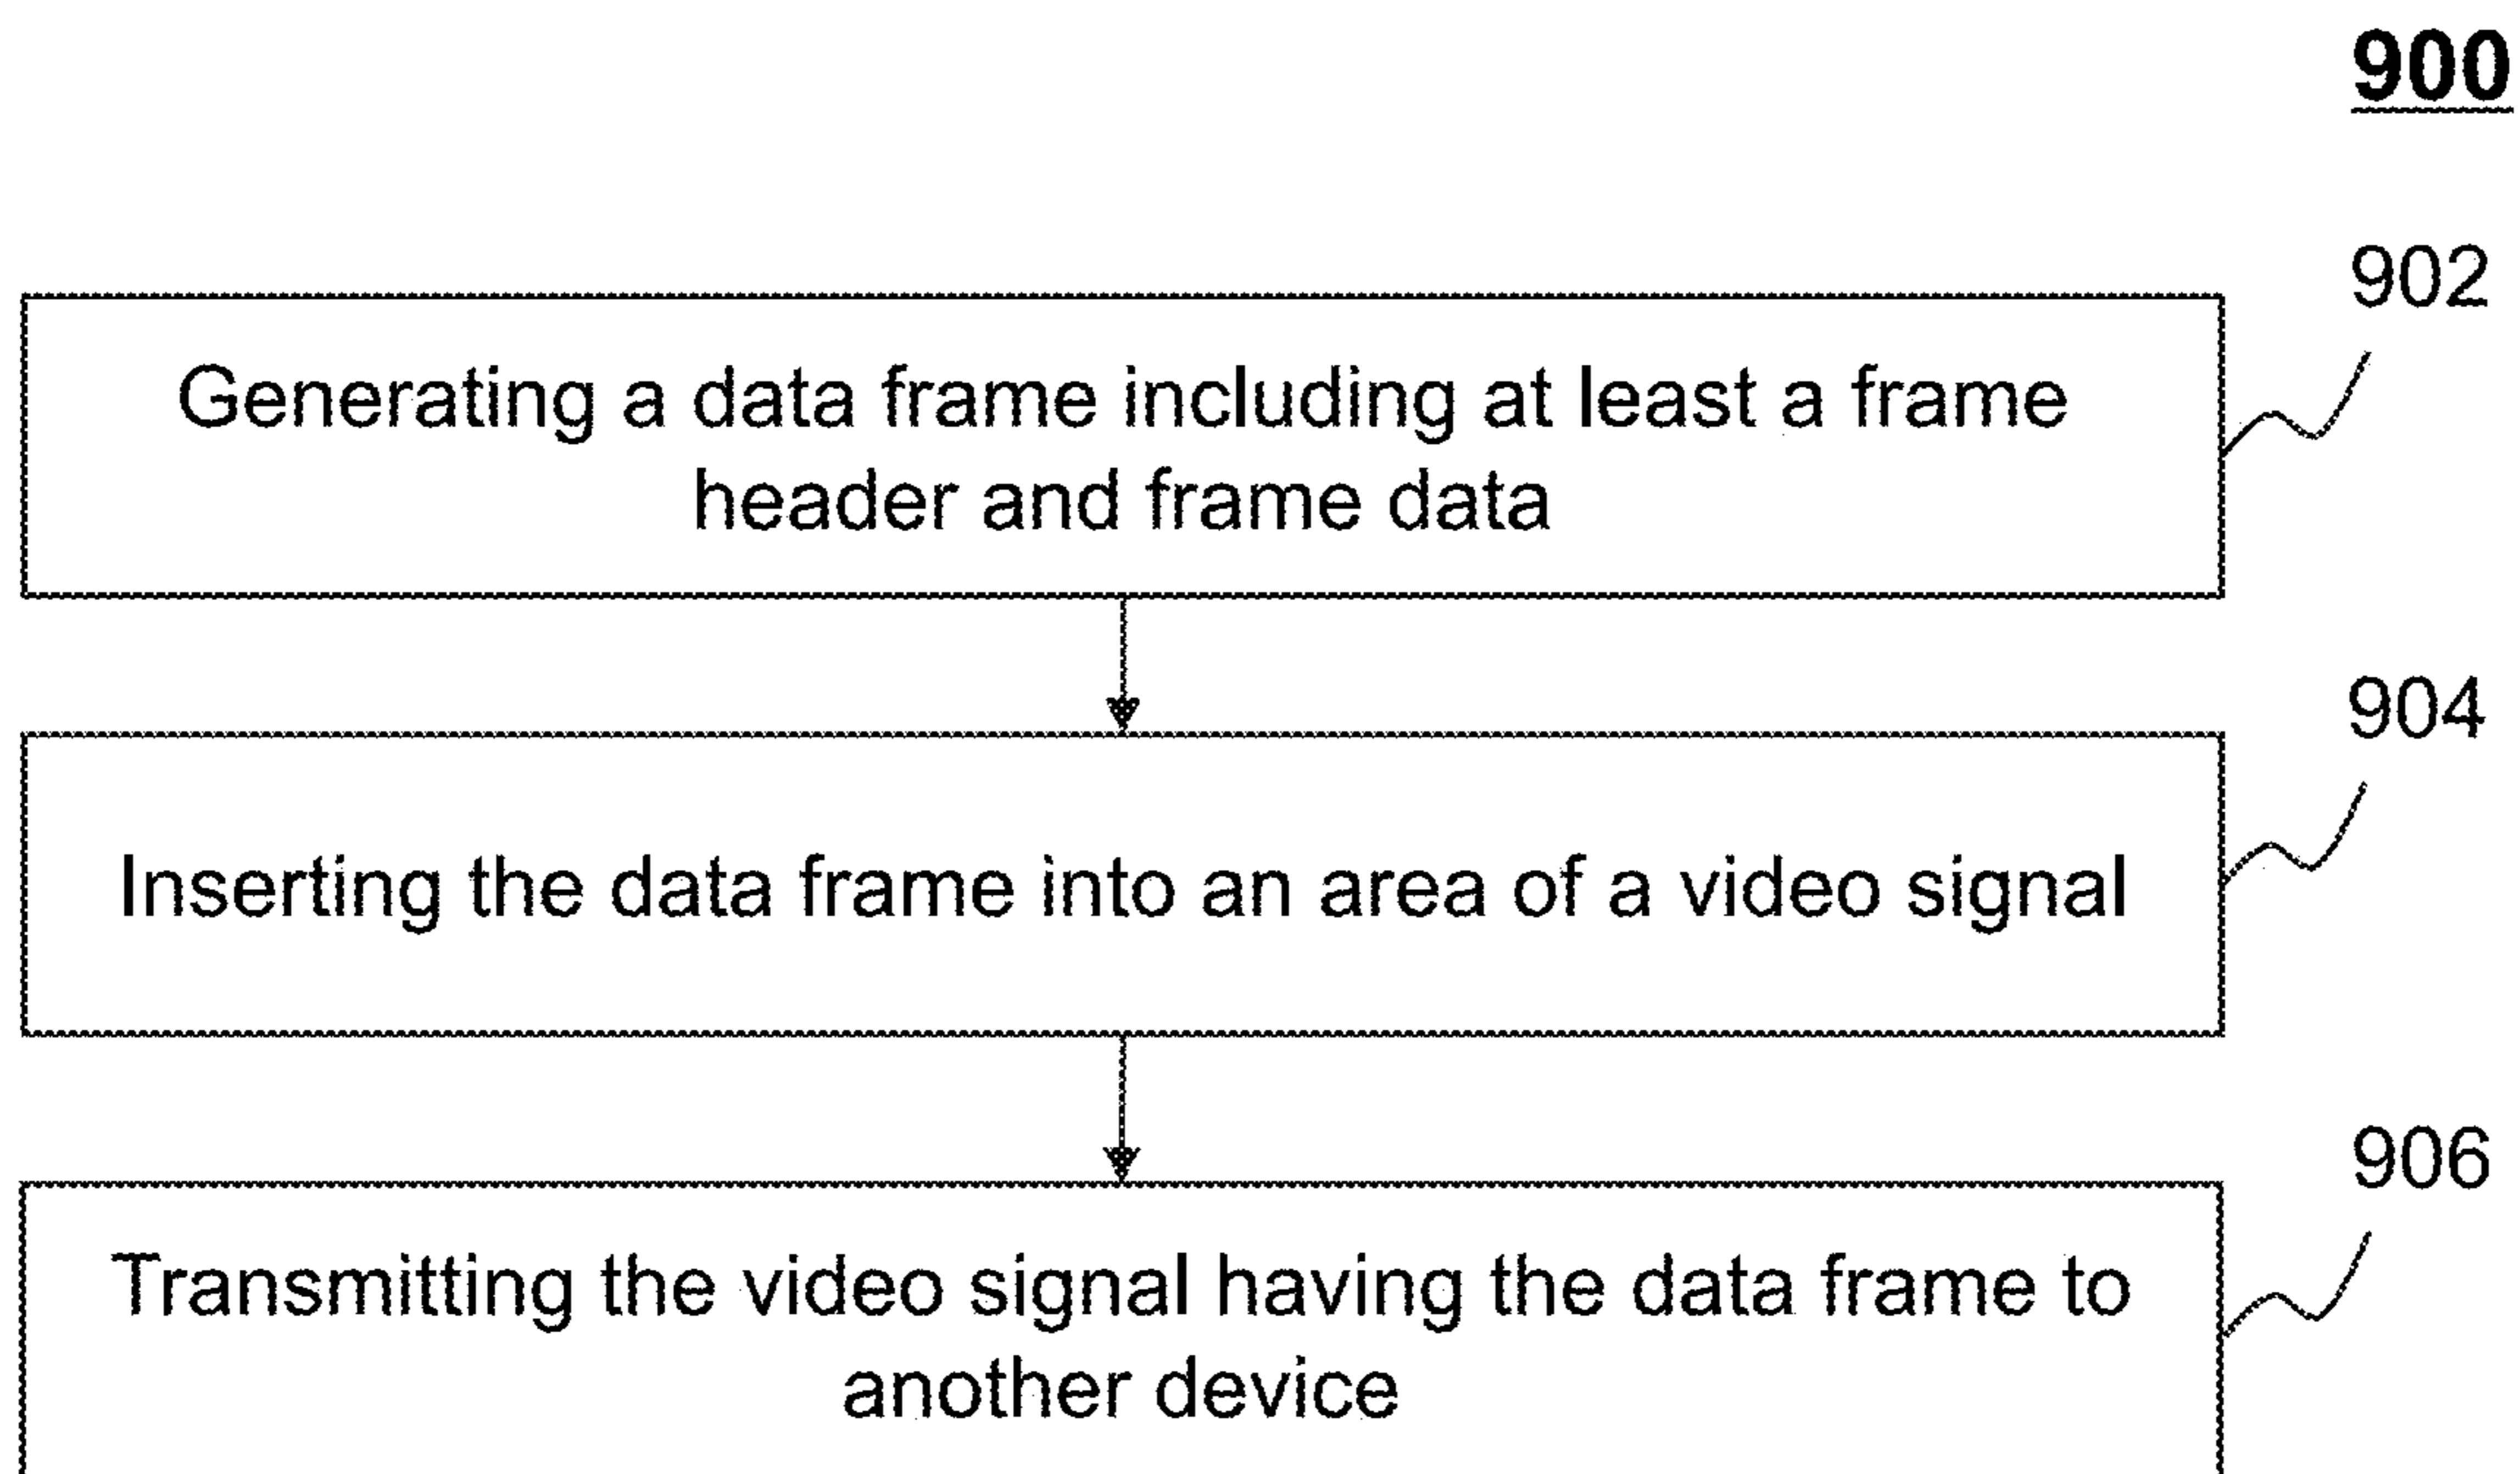 900
902
Generating a data frame including at least a frame
header and frame data
904
Inserting the data frame into an area of a video signal
906
Transmitting the video signal having the data frame to
another device